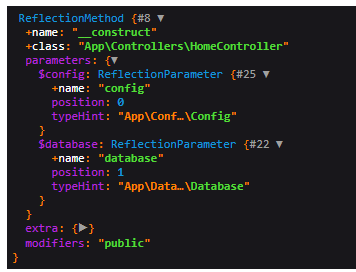 ReflectionMethod {#8 ▼
+name: "__construct"
+class: "App\Controllers\HomeController"
parameters: {▼
$config: ReflectionParameter {#25 ▼
+name: "config"
position: 0
typeHint: "App\Conf…\Config"
}
$database: ReflectionParameter {#22 ▼
+name: "database"
position: 1
typeHint: "App\Data…\Database"
}
}
extra: {▶}
modifiers: "public"
}